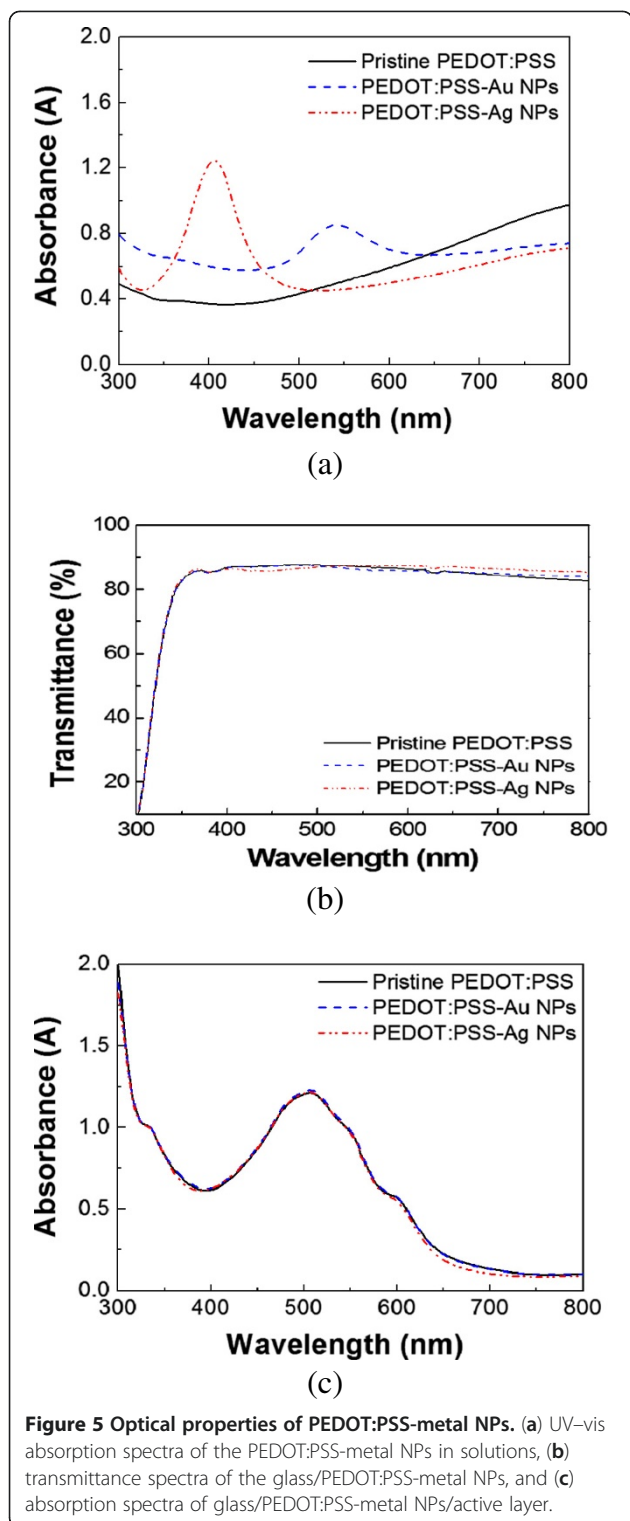 2.0
1.6
1.2
0.8
0.4
0.0
Absorbance (A)
Pristine PEDOT:PSS
PEDOT:PSS-Au NPs
PEDOT:PSS-Ag NPs
300 400 500 600 700 800
Wavelength (nm)
(a)
100
80
60
40
20
Transmittance (%)
Pristine PEDOT:PSS
PEDOT:PSS-Au NPs
PEDOT:PSS-Ag NPs
300 400 500 600 700 800
Wavelength (nm)
(b)
2.0
1.5
1.0
0.5
0.0
Absorbance (A)
Pristine PEDOT:PSS
PEDOT:PSS-Au NPs
PEDOT:PSS-Ag NPs
300 400 500 600 700 800
Wavelength (nm)
(c)
Figure 5 Optical properties of PEDOT:PSS-metal NPs. (a) UV–vis
absorption spectra of the PEDOT:PSS-metal NPs in solutions, (b)
transmittance spectra of the glass/PEDOT:PSS-metal NPs, and (c)
absorption spectra of glass/PEDOT:PSS-metal NPs/active layer.